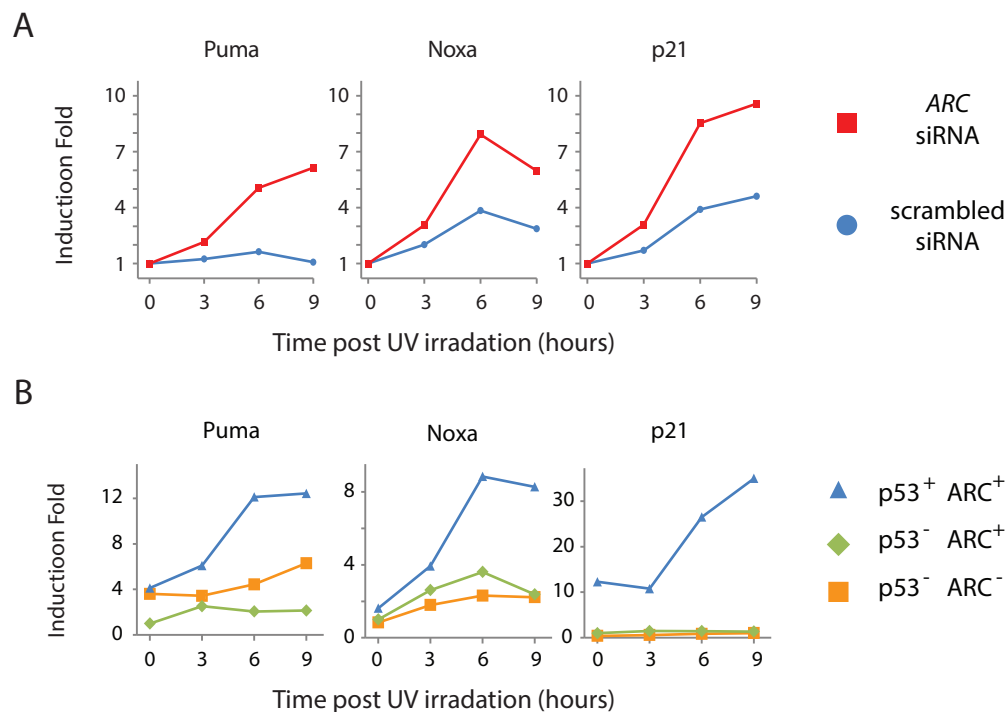 A
Puma
Noxa
p21
Inductioon Fold
10
7
4
1
0 3 6 9
10
7
4
1
0 3 6 9
10
7
4
1
0 3 6 9
Time post UV irradation (hours)
ARC
siRNA
scrambled
siRNA
B
Puma
Noxa
p21
Inductioon Fold
12
8
4
0
0 3 6 9
8
4
0
0 3 6 9
30
20
10
0
0 3 6 9
Time post UV irradation (hours)
p53+ ARC+
p53- ARC+
p53- ARC-